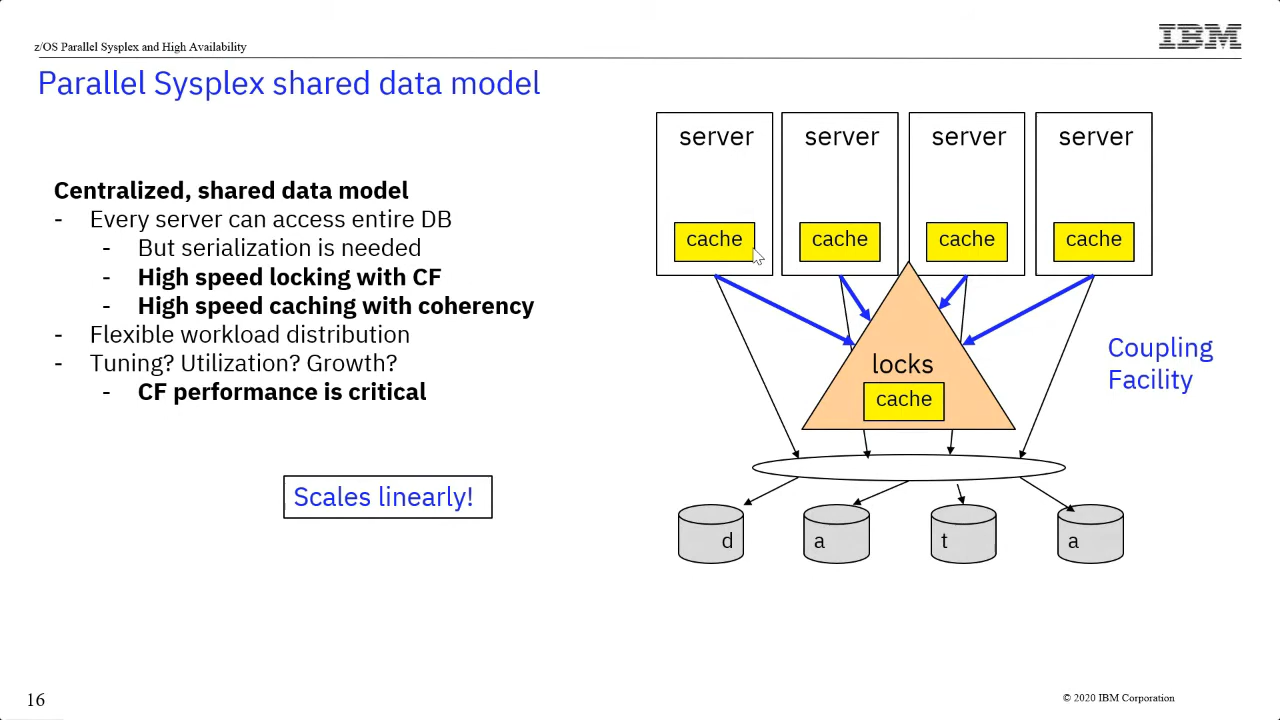 z/OS Parallel Sysplex and High Availability
IBM
Parallel Sysplex shared data model
Centralized, shared data model
- Every server can access entire DB
- But serialization is needed
- High speed locking with CF
- High speed caching with coherency
- Flexible workload distribution
- Tuning? Utilization? Growth?
- CF performance is critical
Scales linearly!
server server server server
cache cache cache cache
locks
cache
Coupling
Facility
d a t a
16
© 2020 IBM Corporation